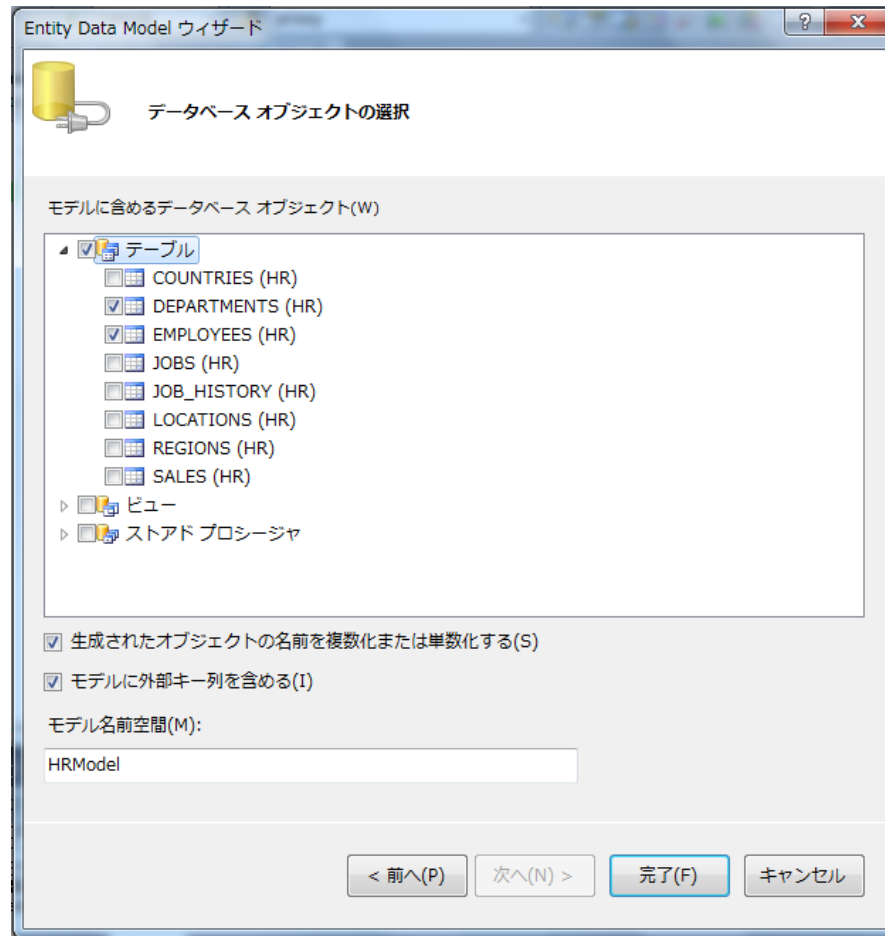 Entity Data Model ウィザード
データベース オブジェクトの選択
モデルに含めるデータベース オブジェクト(W)
テーブル
COUNTRIES (HR)
DEPARTMENTS (HR)
EMPLOYEES (HR)
JOBS (HR)
JOB_HISTORY (HR)
LOCATIONS (HR)
REGIONS (HR)
SALES (HR)
ビュー
ストアド プロシージャ
生成されたオブジェクトの名前を複数化または単数化する(S)
モデルに外部キー列を含める(I)
モデル名前空間(M):
HRModel
< 前へ(P) 次へ(N) > 完了(F) キャンセル